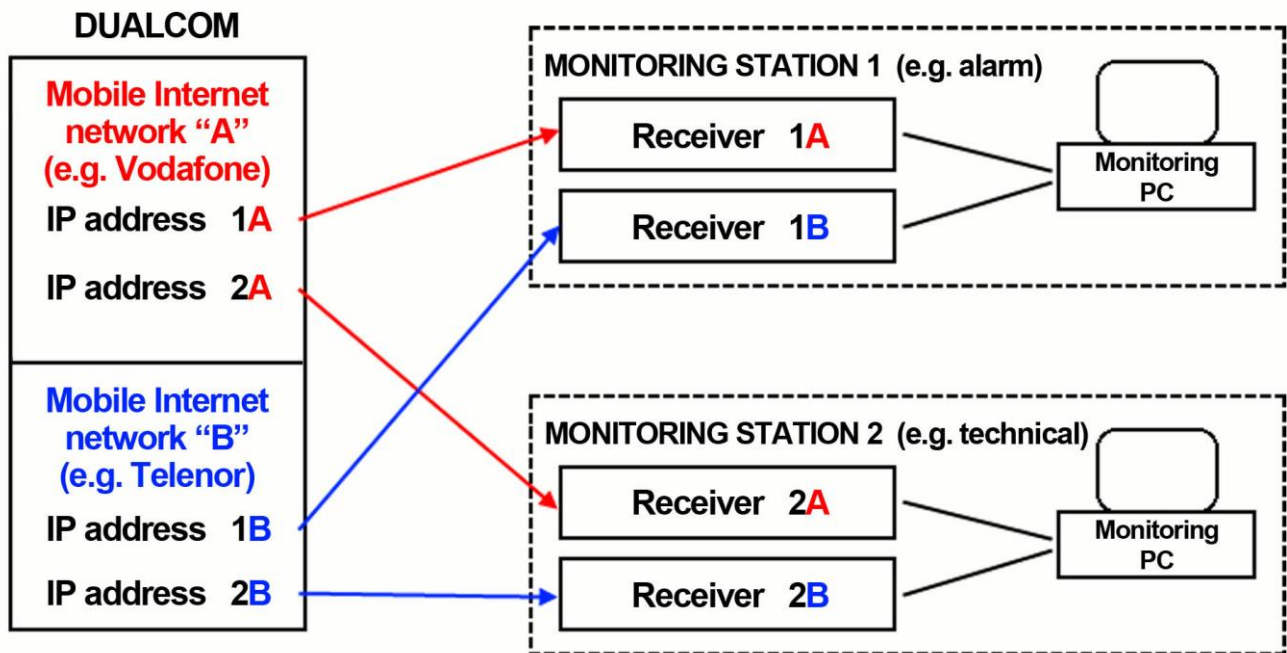 DUALCOM
Mobile Internet
network “A”
(e.g. Vodafone)
IP address 1A
IP address 2A
Mobile Internet
network “B”
(e.g. Telenor)
IP address 1B
IP address 2B
MONITORING STATION 1 (e.g. alarm)
Receiver 1A
Receiver 1B
Monitoring
PC
MONITORING STATION 2 (e.g. technical)
Receiver 2A
Receiver 2B
Monitoring
PC